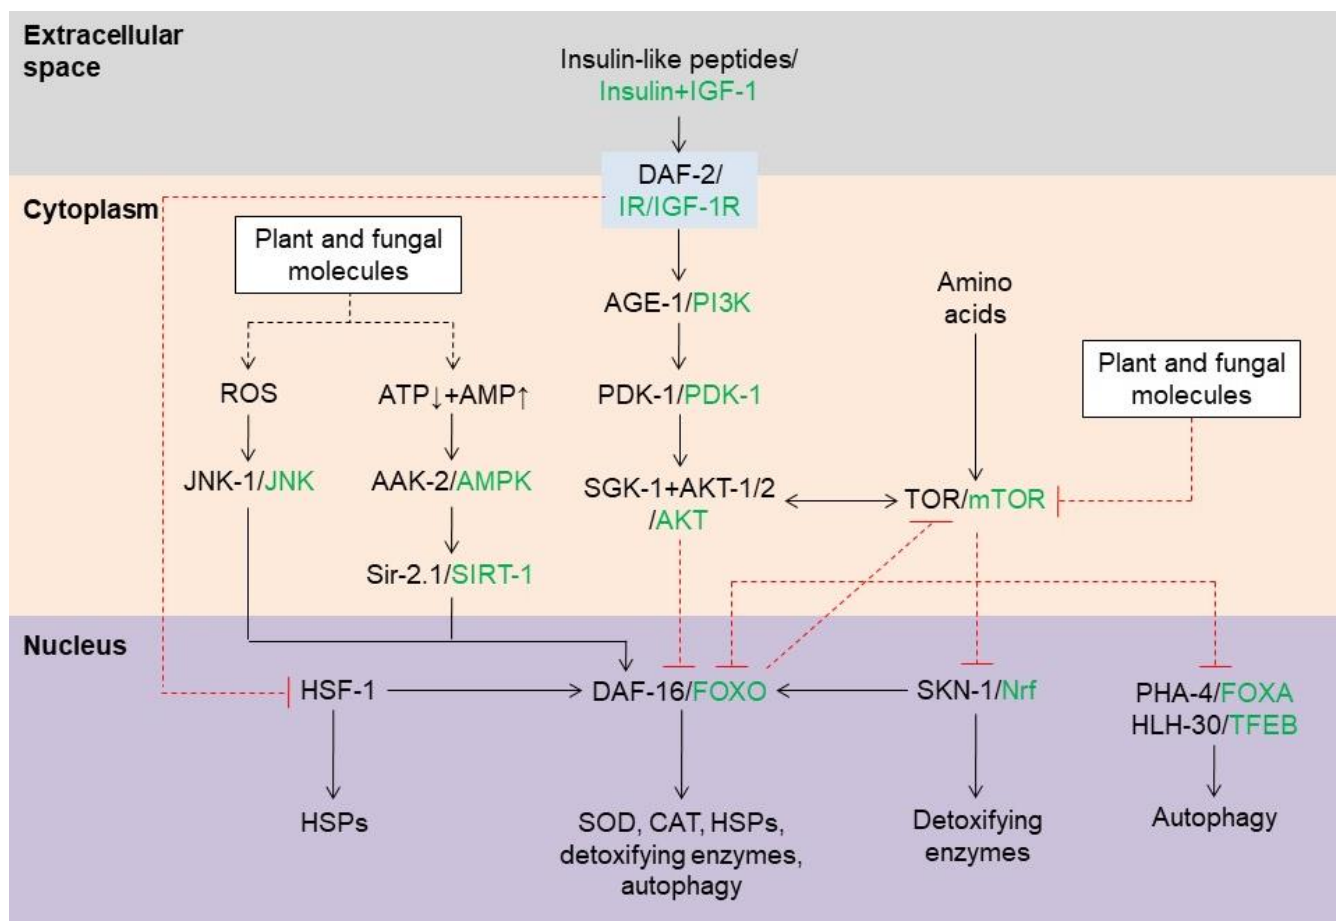 Extracellular
space
Insulin-like peptides/
Insulin+IGF-1
DAF-2/
IR/IGF-1R
Cytoplasm
Plant and fungal
molecules
AGE-1/PI3K
Amino
acids
Plant and fungal
molecules
ROS
ATP↓+AMP↑
PDK-1/PDK-1
JNK-1/JNK
AAK-2/AMPK
SGK-1+AKT-1/2
/AKT
TOR/mTOR
Sir-2.1/SIRT-1
Nucleus
HSF-1
DAF-16/FOXO
SKN-1/Nrf
PHA-4/FOXA
HLH-30/TFEB
HSPs
SOD, CAT, HSPs,
detoxifying enzymes,
autophagy
Detoxifying
enzymes
Autophagy